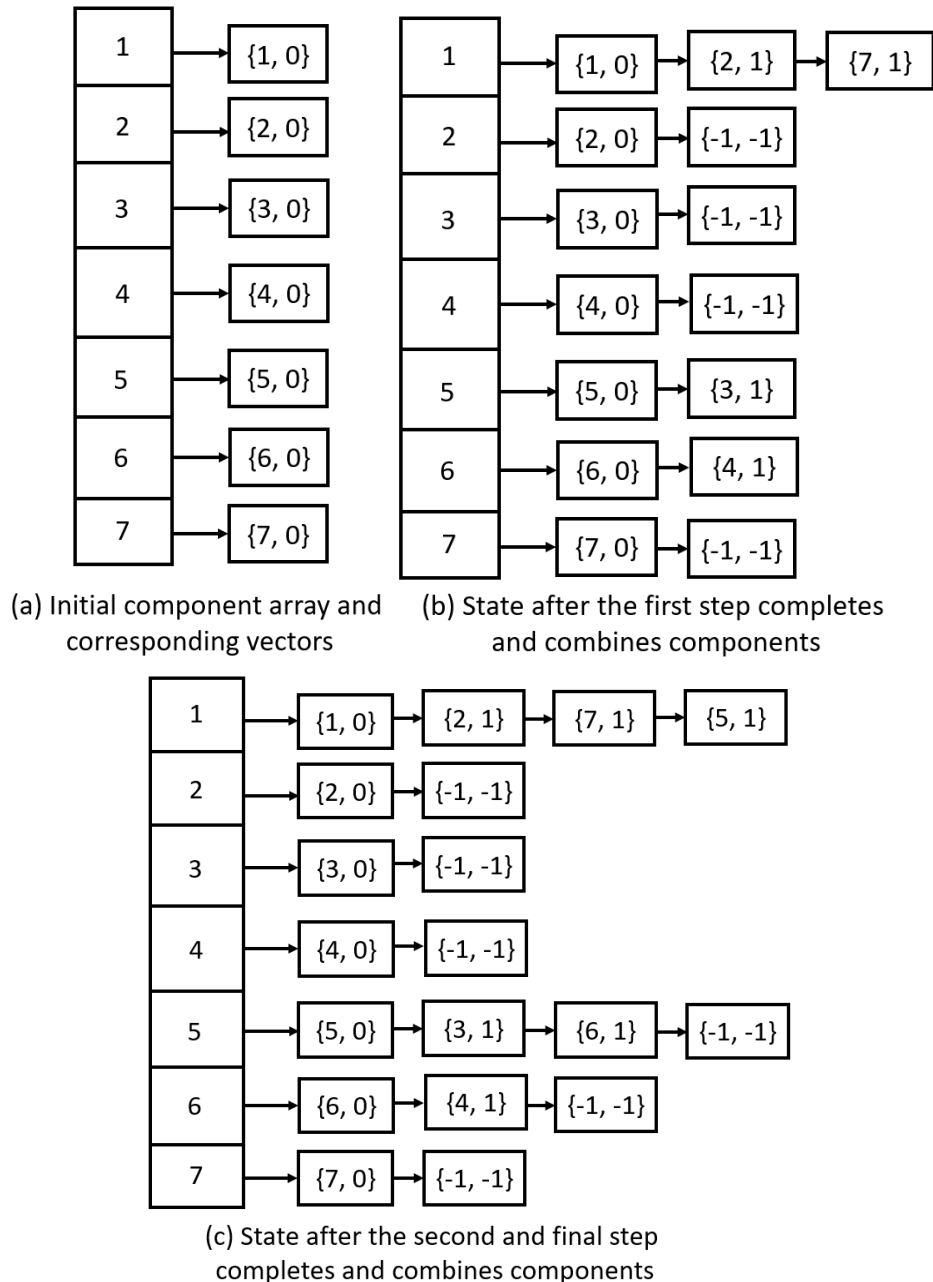 1 {1, 0}
2 {2, 0}
3 {3, 0}
4 {4, 0}
5 {5, 0}
6 {6, 0}
7 {7, 0}
(a) Initial component array and
corresponding vectors
1 {1, 0} {2, 1} {7, 1}
2 {2, 0} {-1, -1}
3 {3, 0} {-1, -1}
4 {4, 0} {-1, -1}
5 {5, 0} {3, 1}
6 {6, 0} {4, 1}
7 {7, 0} {-1, -1}
(b) State after the first step completes
and combines components
1 {1, 0} {2, 1} {7, 1} {5, 1}
2 {2, 0} {-1, -1}
3 {3, 0} {-1, -1}
4 {4, 0} {-1, -1}
5 {5, 0} {3, 1} {6, 1} {-1, -1}
6 {6, 0} {4, 1} {-1, -1}
7 {7, 0} {-1, -1}
(c) State after the second and final step
completes and combines components